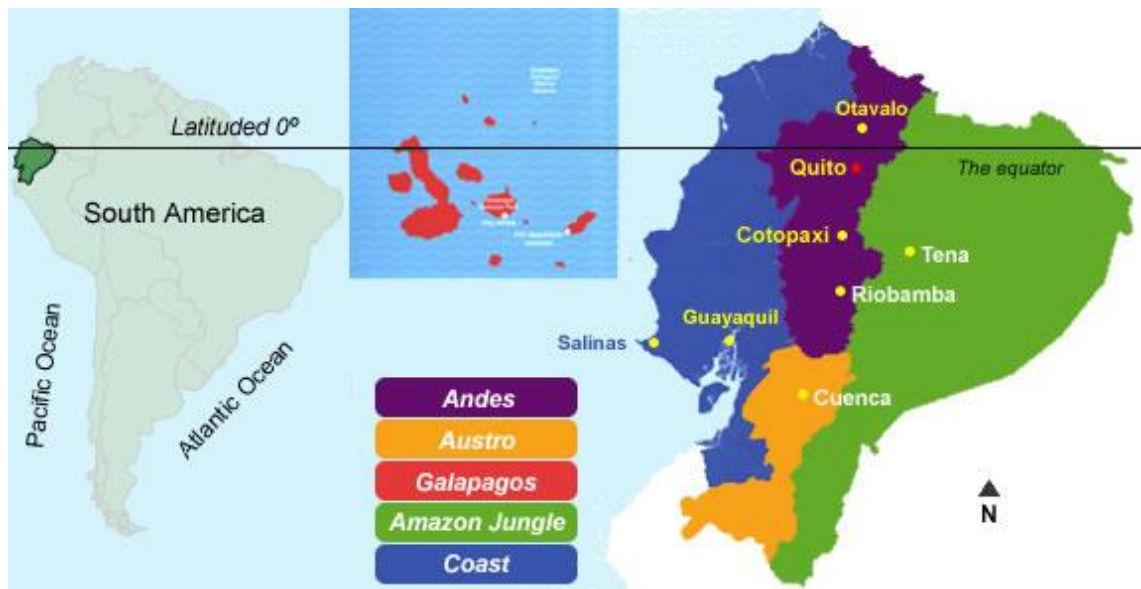 Latituded 0º
South America
Pacific Ocean
Atlantic Ocean
Otavalo
Quito
The equator
Cotopaxi
Tena
Riobamba
Guayaquil
Salinas
Cuenca
Andes
Austro
Galapagos
Amazon Jungle
Coast
N